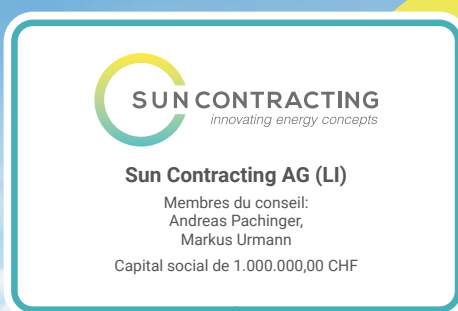 SUN CONTRACTING
innovating energy concepts
Sun Contracting AG (LI)
Membres du conseil:
Andreas Pachinger,
Markus Urmann
Capital social de 1.000.000,00 CHF